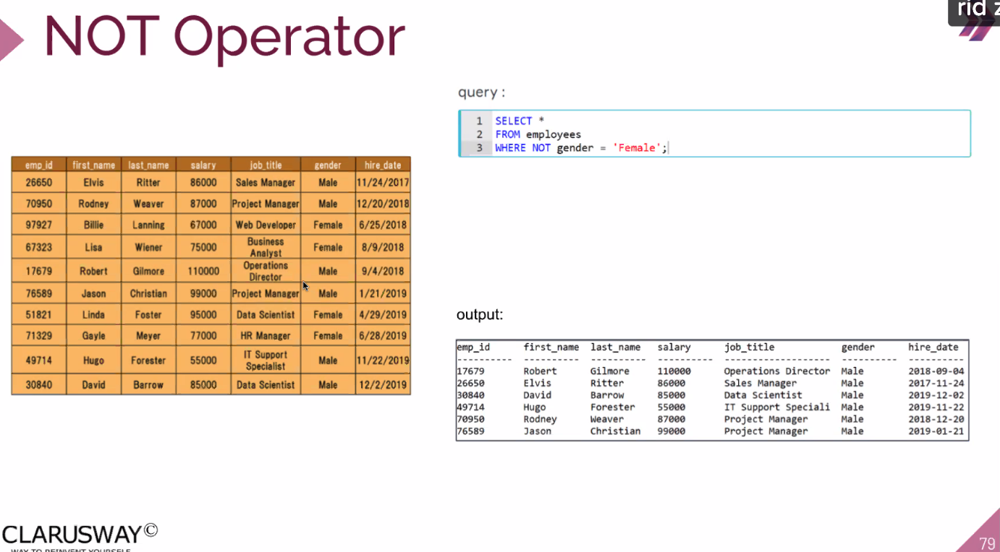 rid z
NOT Operator
query :
1 SELECT *
2 FROM employees
3 WHERE NOT gender = 'Female';
emp_id first_name last_name salary job_title gender hire_date
26650 Elvis Ritter 86000 Sales Manager Male 11/24/2017
70950 Rodney Weaver 87000 Project Manager Male 12/20/2018
97927 Billie Lanning 67000 Web Developer Female 6/25/2018
67323 Lisa Wiener 75000 Business Analyst Female 8/9/2018
17679 Robert Gilmore 110000 Operations Director Male 9/4/2018
76589 Jason Christian 99000 Project Manager Male 1/21/2019
51821 Linda Foster 95000 Data Scientist Female 4/29/2019
71329 Gayle Meyer 77000 HR Manager Female 6/28/2019
49714 Hugo Forester 55000 IT Support Specialist Male 11/22/2019
30840 David Barrow 85000 Data Scientist Male 12/2/2019
output:
emp_id first_name last_name salary job_title gender hire_date
---------- ---------- ---------- ---------- ------------------- ---------- ----------
17679 Robert Gilmore 110000 Operations Director Male 2018-09-04
26650 Elvis Ritter 86000 Sales Manager Male 2017-11-24
30840 David Barrow 85000 Data Scientist Male 2019-12-02
49714 Hugo Forester 55000 IT Support Speciali Male 2019-11-22
70950 Rodney Weaver 87000 Project Manager Male 2018-12-20
76589 Jason Christian 99000 Project Manager Male 2019-01-21
CLARUSWAY©
WAY TO REINVENT YOURSELF
79